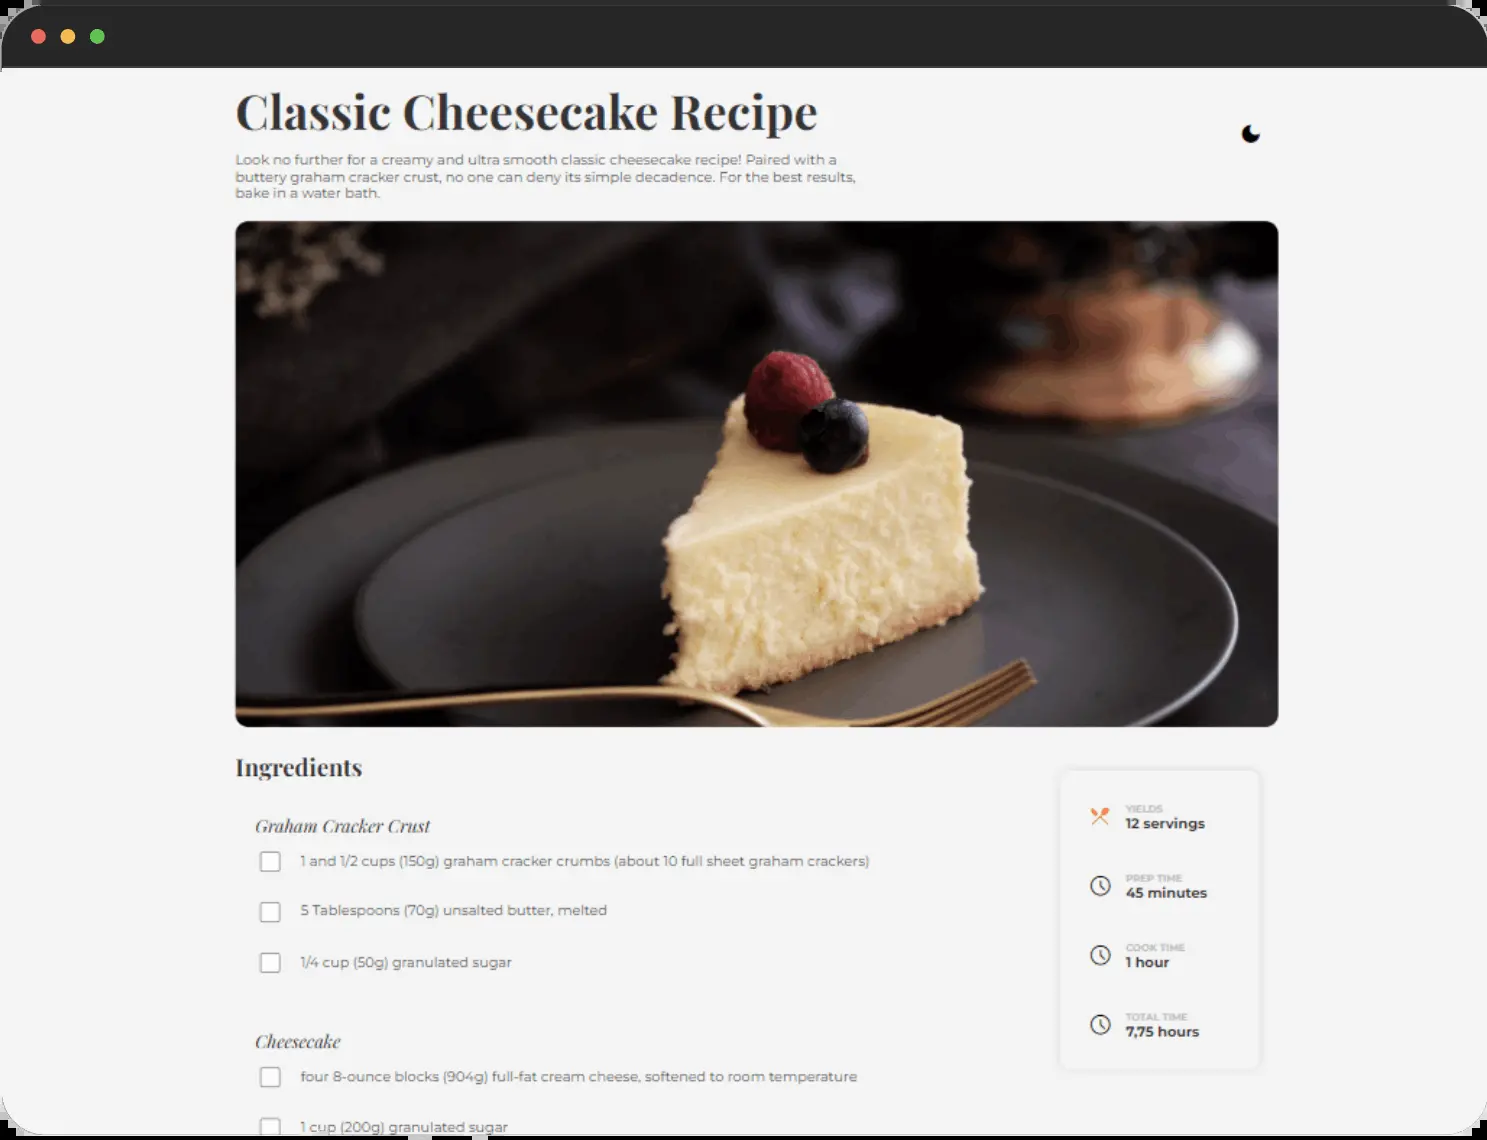 Classic Cheesecake Recipe
Look no further for a creamy and ultra smooth classic cheesecake recipe! Paired with a
buttery graham cracker crust, no one can deny its simple decadence. For the best results,
bake in a water bath.
Ingredients
Graham Cracker Crust
1 and 1/2 cups (150g) graham cracker crumbs (about 10 full sheet graham crackers)
5 Tablespoons (70g) unsalted butter, melted
1/4 cup (50g) granulated sugar
Cheesecake
four 8-ounce blocks (904g) full-fat cream cheese, softened to room temperature
1 cup (200g) granulated sugar
YIELDS
12 servings
PREP TIME
45 minutes
COOK TIME
1 hour
TOTAL TIME
7,75 hours